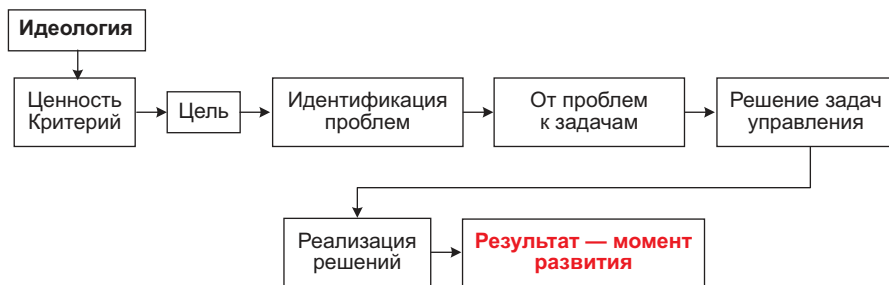 Идеология
Ценность
Критерий
Цель
Идентификация
проблем
От проблем
к задачам
Решение задач
управления
Реализация
решений
Результат — момент
развития